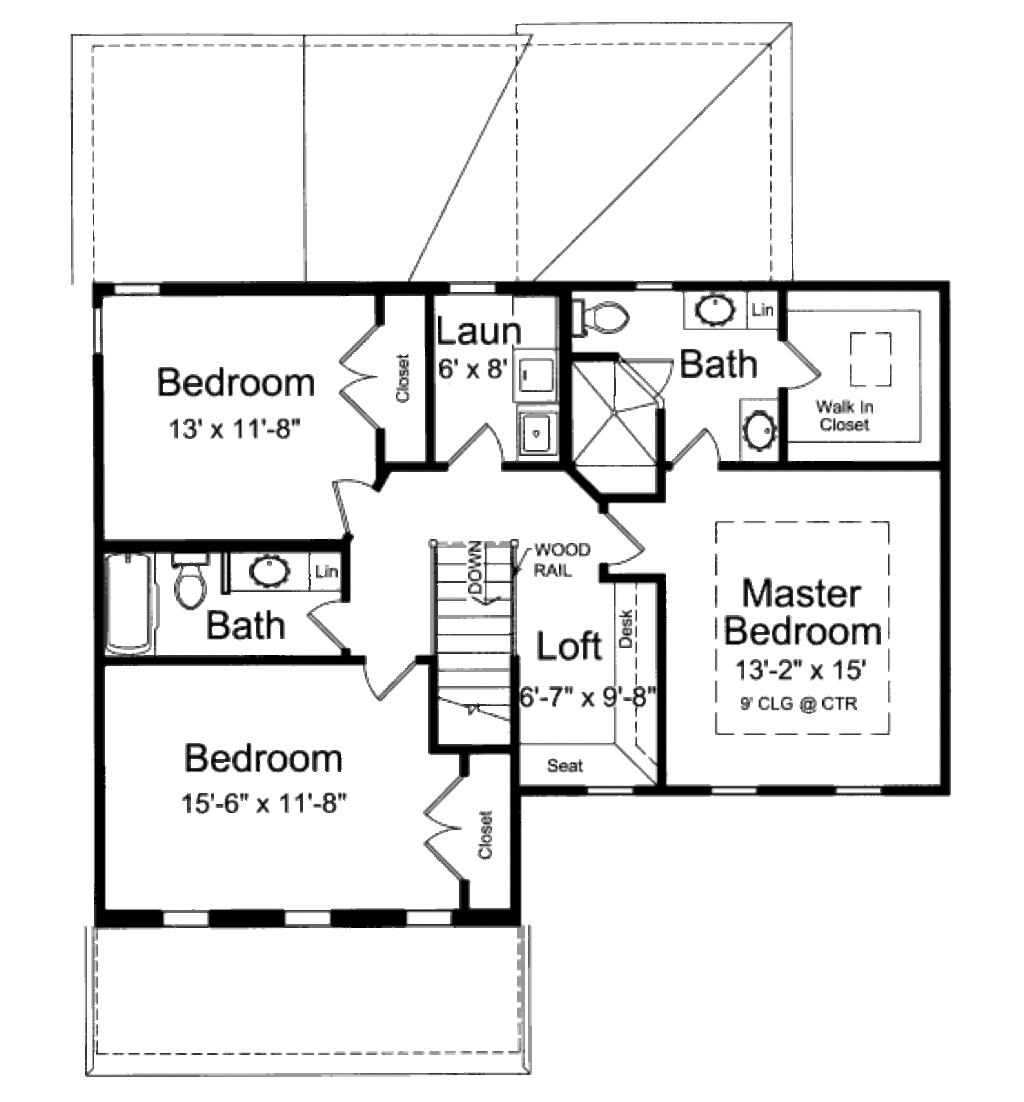 Laun
6' x 8'
Lin
Bath
Bedroom
13' x 11'-8"
Closet
Walk In
Closet
WOOD
RAIL
DOWN
Lin
Bath
Loft
6'-7" x 9'-8"
Desk
Seat
Master
Bedroom
13'-2" x 15'
9' CLG @ CTR
Bedroom
15'-6" x 11'-8"
Closet